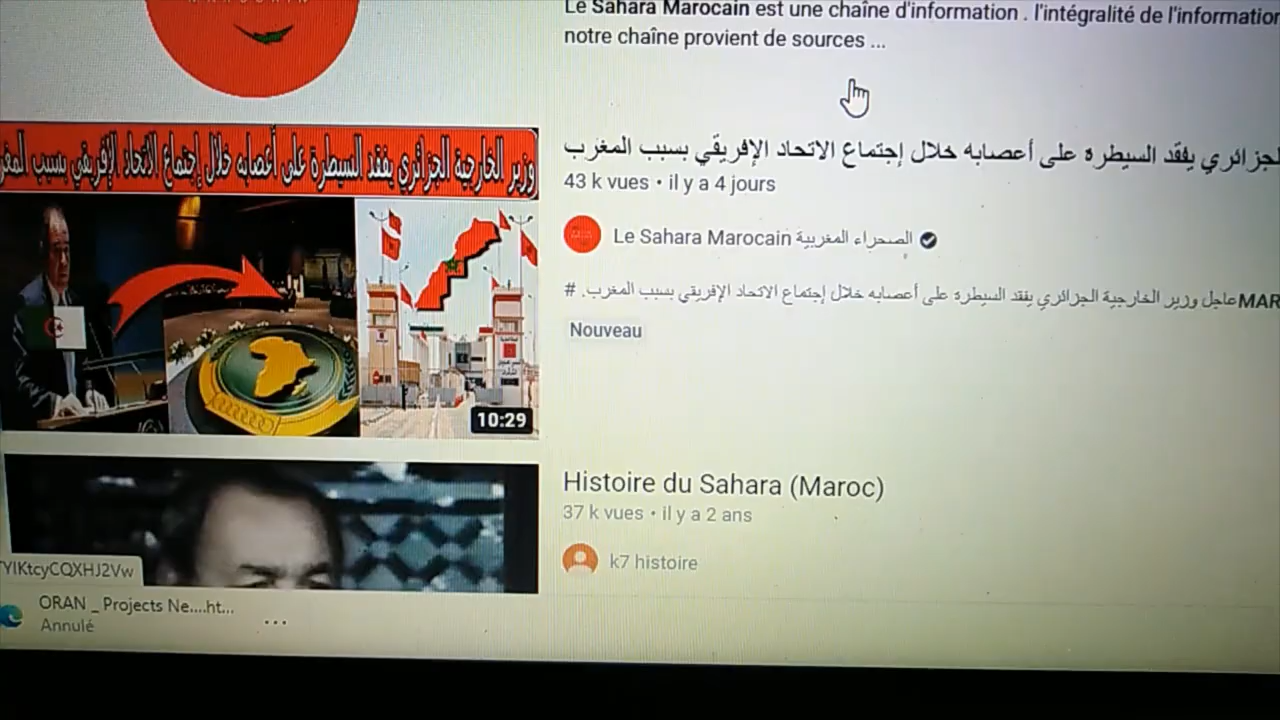 Le Sahara Marocain est une chaîne d'information . l'intégralité de l'information
notre chaîne provient de sources ...
وزير الخارجية الجزائري يفقد السيطرة على أعصابه خلال إجتماع الاتحاد الإفريقي بسبب
لجزائري يفقد السيطره على أعصابه خلال إجتماع الاتحاد الإفريقي بسبب المغرب
43 k vues • il y a 4 jours
Le Sahara Marocain الصحراء المغربية
MARعاجل وزير الخارجية الجزائري يفقد السيطرة على أعصابه خلال إجتماع الاتحاد الإفريقي بسبب المغرب. #
Nouveau
10:29
Histoire du Sahara (Maroc)
37 k vues • il y a 2 ans
k7 histoire
YlKtcyCQXHJ2Vw
ORAN _ Projects Ne....ht...
Annulé
...